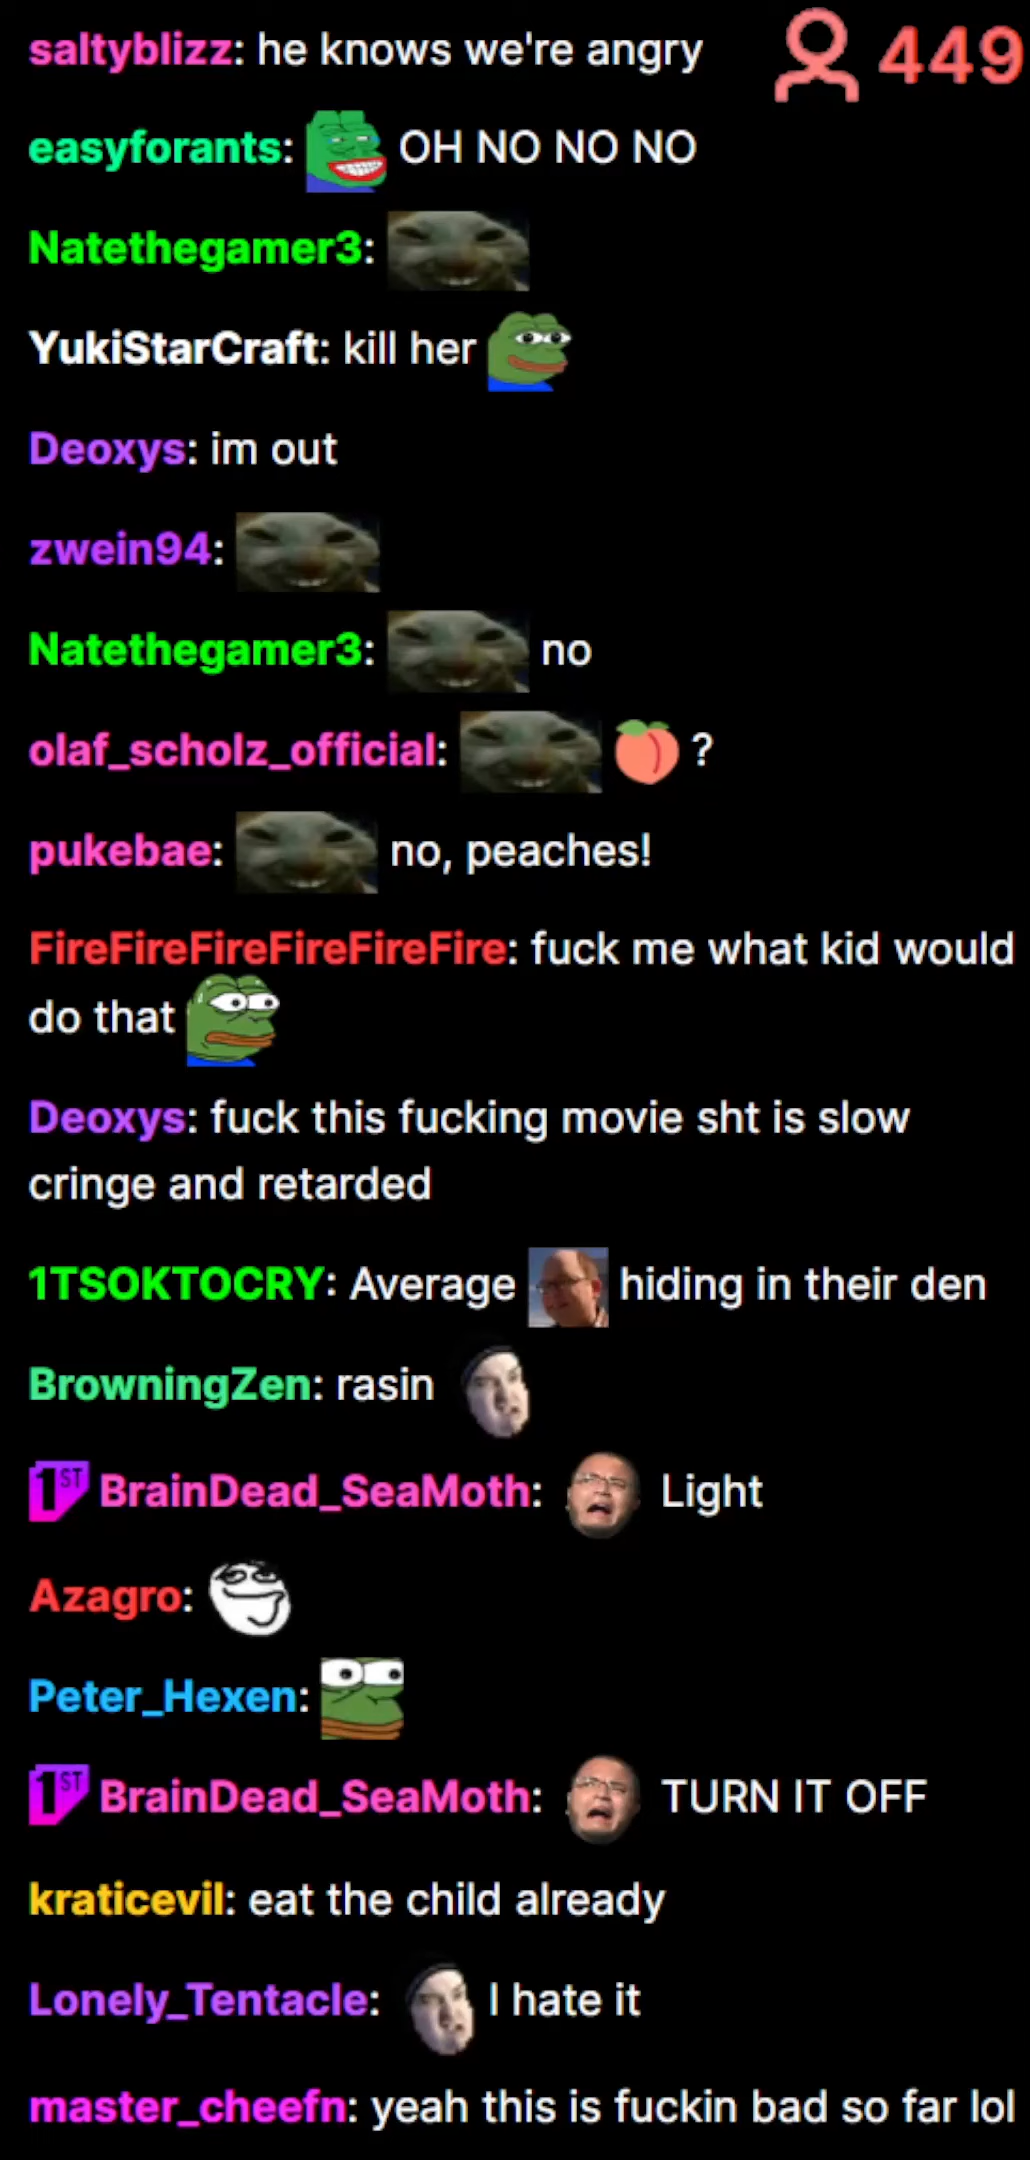 saltyblizz: he knows we're angry 449
easyforants: OH NO NO NO
Natethegamer3:
YukiStarCraft: kill her
Deoxys: im out
zwein94:
Natethegamer3: no
olaf_scholz_official: ?
pukebae: no, peaches!
FireFireFireFireFireFire: fuck me what kid would
do that
Deoxys: fuck this fucking movie sht is slow
cringe and retarded
1TSOKTOCRY: Average hiding in their den
BrowningZen: rasin
1ST BrainDead_SeaMoth: Light
Azagro:
Peter_Hexen:
1ST BrainDead_SeaMoth: TURN IT OFF
kraticevil: eat the child already
Lonely_Tentacle: I hate it
master_cheefn: yeah this is fuckin bad so far lol